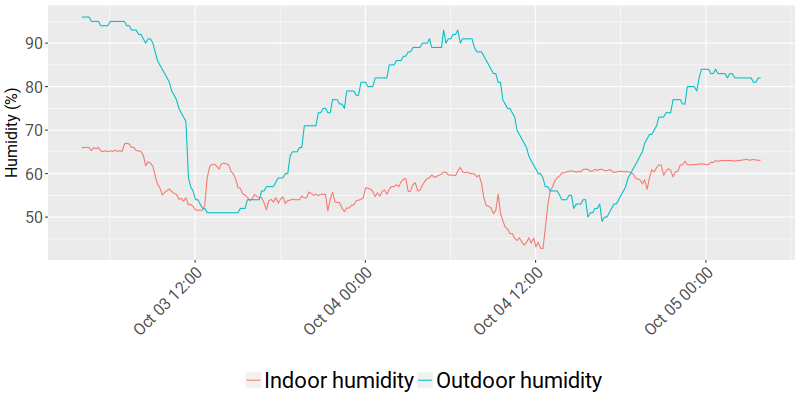 Humidity (%)
90
80
70
60
50
Oct 03 12:00
Oct 04 00:00
Oct 04 12:00
Oct 05 00:00
Indoor humidity Outdoor humidity